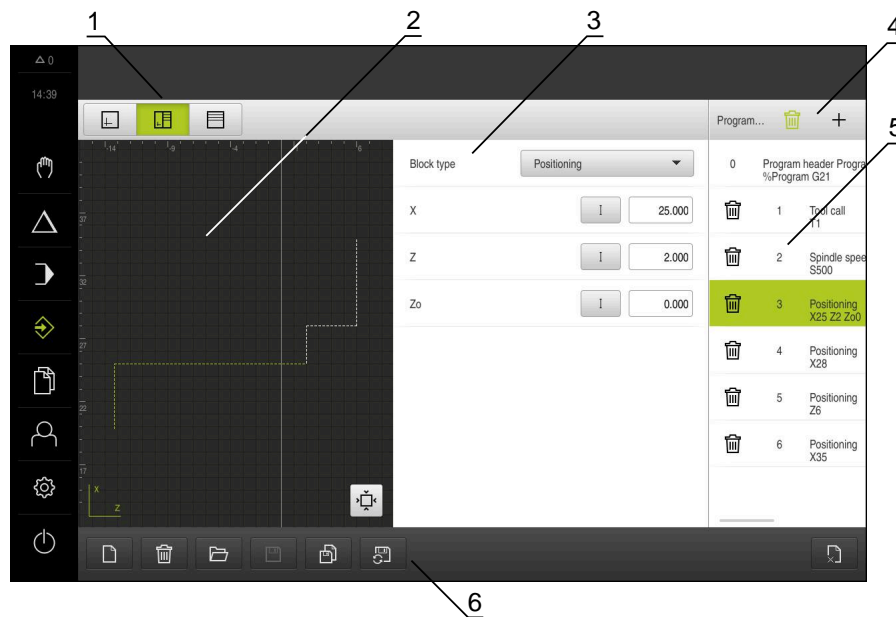 1
2
3
4
△ 0
14:39
Program...
5
-14
-9
-4
1
6
Block type
Positioning
0
Program header Progra
%Program G21
X
I
25.000
1
Tool call
T1
37
Z
I
2.000
2
Spindle spee
S500
32
Zo
I
0.000
3
Positioning
X25 Z2 Zo0
27
4
Positioning
X28
22
5
Positioning
Z6
17
6
Positioning
X35
X
Z
6